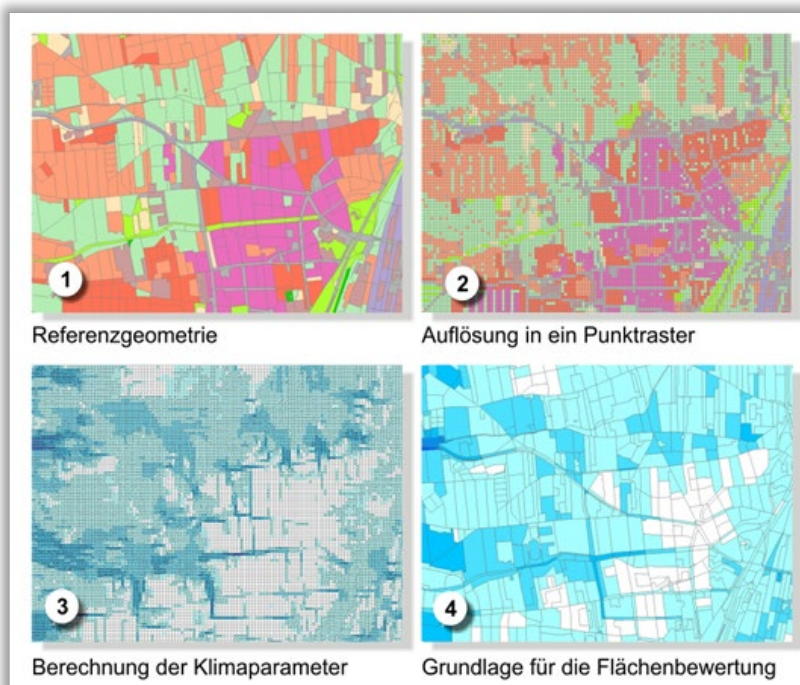 1
2
Referenzgeometrie
Auflösung in ein Punktraster
3
4
Berechnung der Klimaparameter
Grundlage für die Flächenbewertung